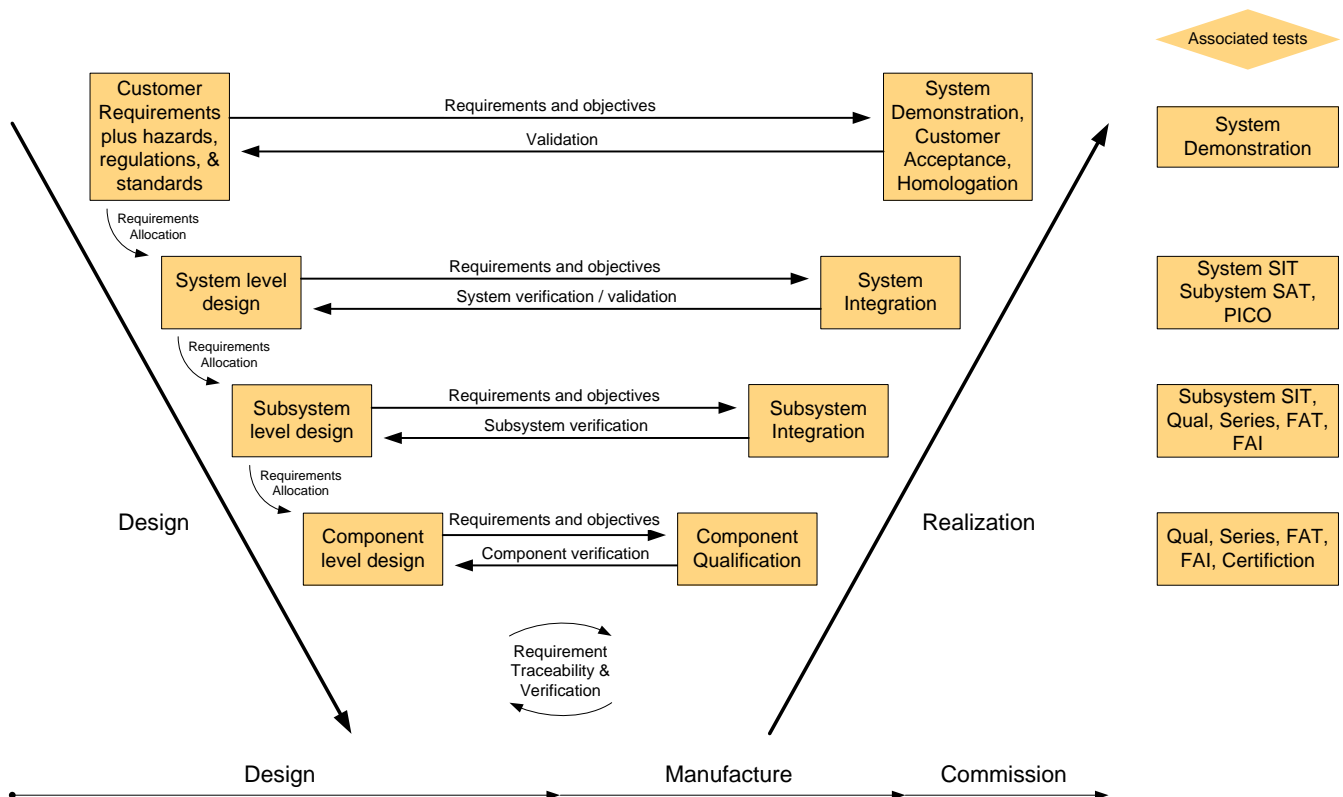 Associated tests
Customer
Requirements
plus hazards,
regulations, &
standards
Requirements and objectives
Validation
System
Demonstration,
Customer
Acceptance,
Homologation
System
Demonstration
Requirements
Allocation
System level
design
Requirements and objectives
System verification / validation
System
Integration
System SIT
Subystem SAT,
PICO
Requirements
Allocation
Subsystem
level design
Requirements and objectives
Subsystem verification
Subsystem
Integration
Subsystem SIT,
Qual, Series, FAT,
FAI
Requirements
Allocation
Design
Component
level design
Requirements and objectives
Component verification
Component
Qualification
Realization
Qual, Series, FAT,
FAI, Certifiction
Requirement
Traceability &
Verification
Design
Manufacture
Commission